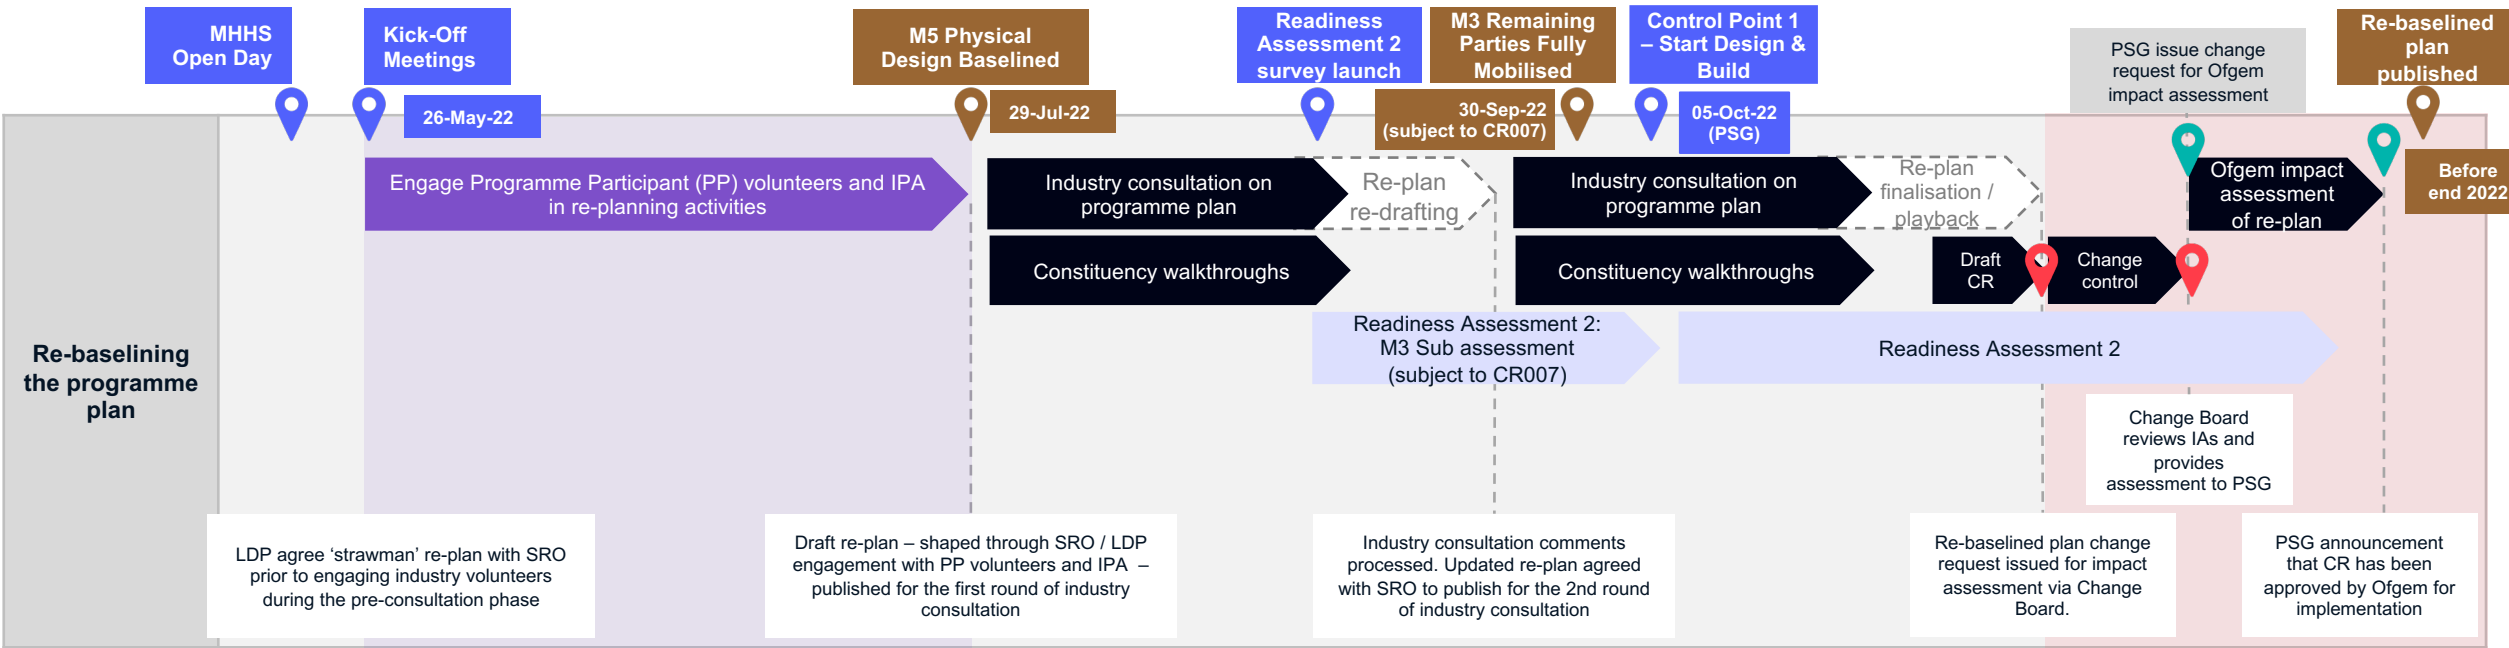 MHHS
Open Day
Kick-Off
Meetings
26-May-22
M5 Physical
Design Baselined
29-Jul-22
Readiness
Assessment 2
survey launch
M3 Remaining
Parties Fully
Mobilised
30-Sep-22
(subject to CR007)
Control Point 1
– Start Design &
Build
05-Oct-22
(PSG)
PSG issue change
request for Ofgem
impact assessment
Re-baselined
plan
published
Before
end 2022
Re-baselining
the programme
plan
Engage Programme Participant (PP) volunteers and IPA
in re-planning activities
Industry consultation on
programme plan
Re-plan
re-drafting
Industry consultation on
programme plan
Re-plan
finalisation /
playback
Ofgem impact
assessment
of re-plan
Constituency walkthroughs
Constituency walkthroughs
Draft
CR
Change
control
Readiness Assessment 2:
M3 Sub assessment
(subject to CR007)
Readiness Assessment 2
Change Board
reviews IAs and
provides
assessment to PSG
LDP agree ‘strawman’ re-plan with SRO
prior to engaging industry volunteers
during the pre-consultation phase
Draft re-plan – shaped through SRO / LDP
engagement with PP volunteers and IPA –
published for the first round of industry
consultation
Industry consultation comments
processed. Updated re-plan agreed
with SRO to publish for the 2nd round
of industry consultation
Re-baselined plan change
request issued for impact
assessment via Change
Board.
PSG announcement
that CR has been
approved by Ofgem for
implementation